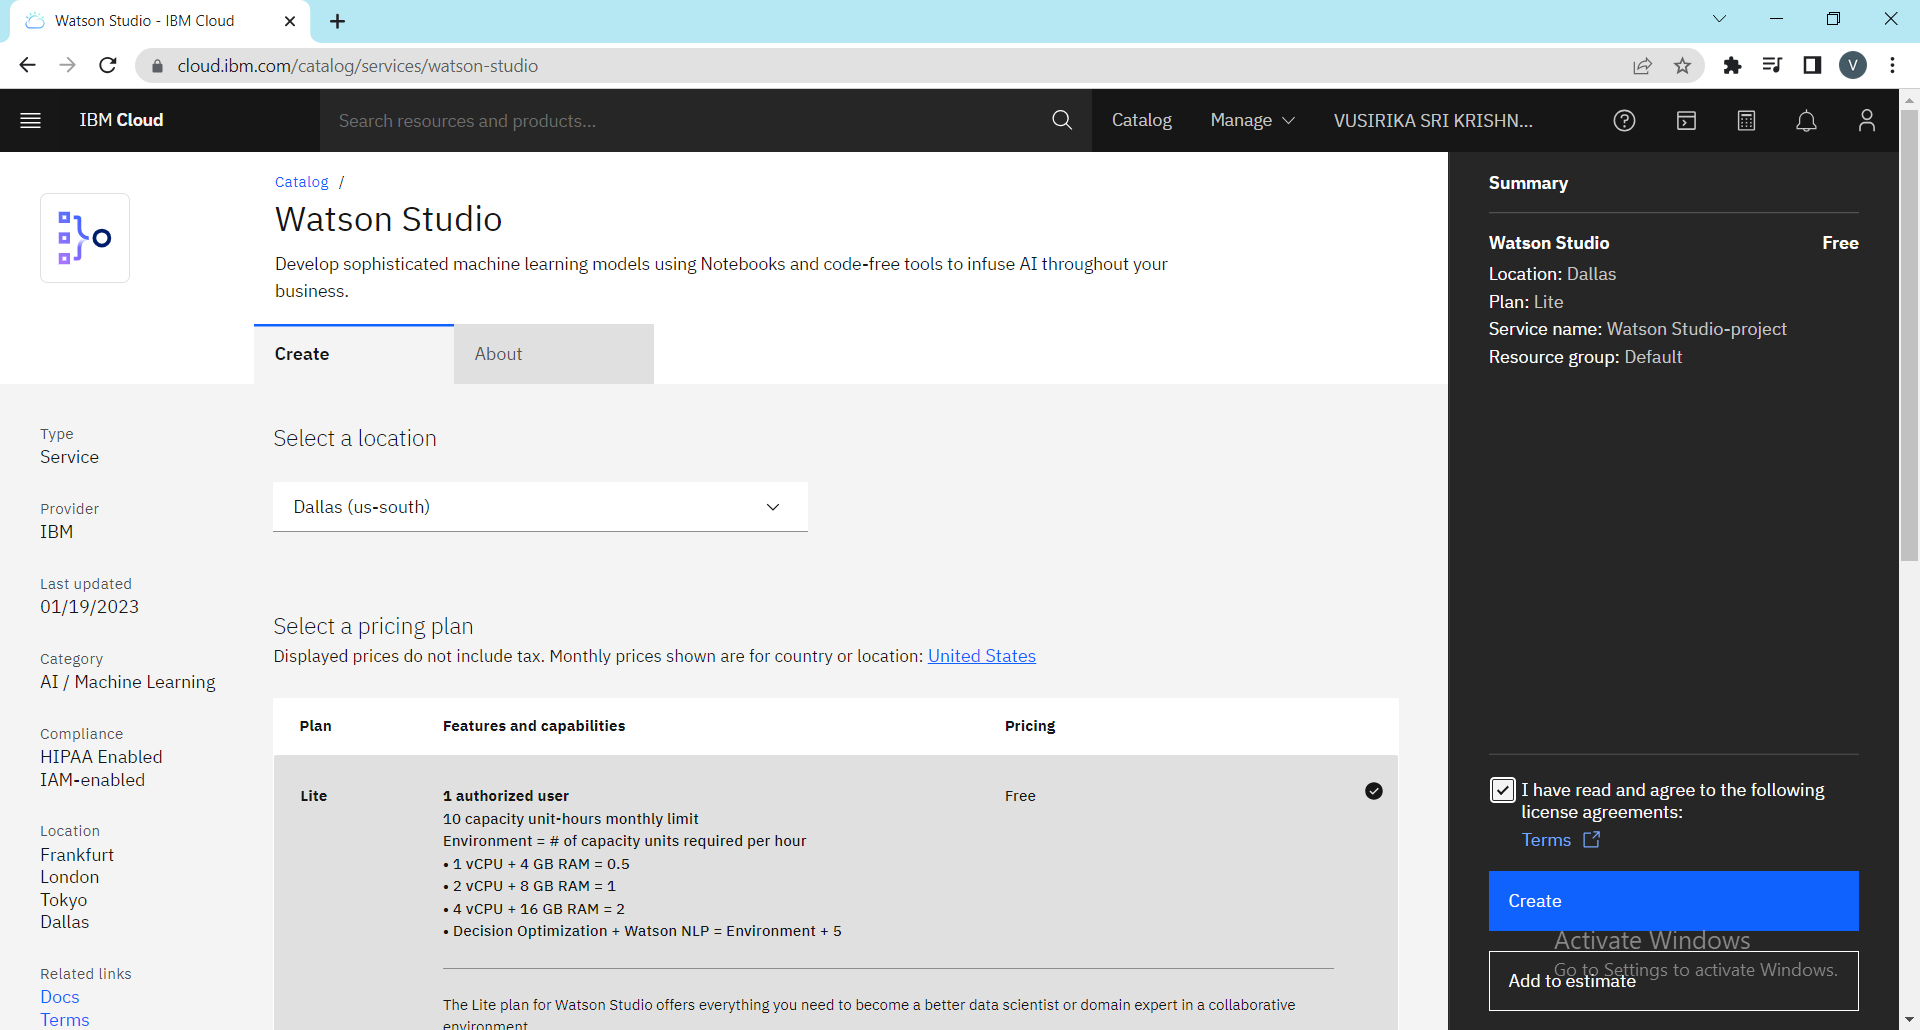 Watson Studio - IBM Cloud
cloud.ibm.com/catalog/services/watson-studio
V
IBM Cloud
Search resources and products...
Catalog
Manage
VUSIRIKA SRI KRISHN...
Catalog /
Watson Studio
Develop sophisticated machine learning models using Notebooks and code-free tools to infuse AI throughout your
business.
Create
About
Type
Service
Provider
IBM
Last updated
01/19/2023
Category
AI / Machine Learning
Compliance
HIPAA Enabled
IAM-enabled
Location
Frankfurt
London
Tokyo
Dallas
Related links
Docs
Terms
Select a location
Dallas (us-south)
Select a pricing plan
Displayed prices do not include tax. Monthly prices shown are for country or location: United States
Plan
Features and capabilities
Pricing
Lite
1 authorized user
10 capacity unit-hours monthly limit
Environment = # of capacity units required per hour
• 1 vCPU + 4 GB RAM = 0.5
• 2 vCPU + 8 GB RAM = 1
• 4 vCPU + 16 GB RAM = 2
• Decision Optimization + Watson NLP = Environment + 5
Free
The Lite plan for Watson Studio offers everything you need to become a better data scientist or domain expert in a collaborative
environment
Summary
Watson Studio
Free
Location: Dallas
Plan: Lite
Service name: Watson Studio-project
Resource group: Default
I have read and agree to the following
license agreements:
Terms
Create
Activate Windows
Go to Settings to activate Windows.
Add to estimate